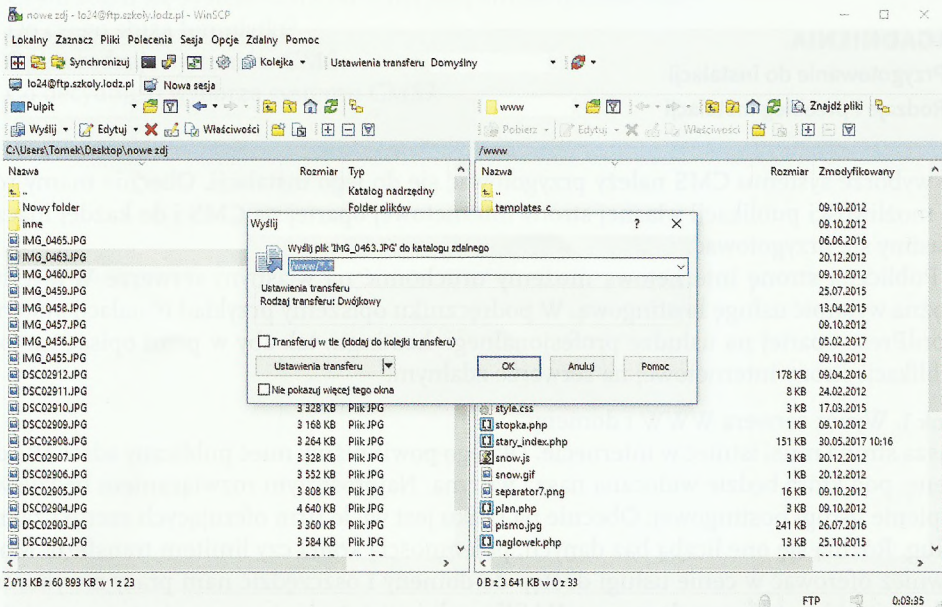 nowe zdj - lo24@ftp.szkoly.lodz.pl - WinSCP
Lokalny Zaznacz Pliki Polecenia Sesja Opcje Zdalny Pomoc
Synchronizuj Kolejka Ustawienia transferu Domyślny
lo24@ftp.szkoly.lodz.pl Nowa sesja
Pulpit www Znajdź pliki
Wyślij Edytuj Właściwości Pobierz Edytuj Właściwości
C:\Users\Tomek\Desktop\nowe zdj /www
Nazwa Rozmiar Typ Nazwa Rozmiar Zmodyfikowany
.. Katalog nadrzędny ..
Nowy folder Folder plików templates_c 09.10.2012
inne 09.10.2012
IMG_0465.JPG 06.06.2016
IMG_0463.JPG 20.12.2012
IMG_0460.JPG 09.10.2012
IMG_0459.JPG 25.07.2015
IMG_0458.JPG 13.04.2015
IMG_0457.JPG 09.10.2012
IMG_0456.JPG 05.02.2017
IMG_0455.JPG 09.10.2012
DSC02912.JPG 178 KB 09.04.2016
DSC02911.JPG 8 KB 24.02.2012
DSC02910.JPG 3 328 KB Plik JPG style.css 3 KB 17.03.2015
DSC02909.JPG 3 168 KB Plik JPG stopka.php 1 KB 09.10.2012
DSC02908.JPG 3 264 KB Plik JPG stary_index.php 151 KB 30.05.2017 10:16
DSC02907.JPG 3 328 KB Plik JPG snow.js 3 KB 20.12.2012
DSC02906.JPG 3 552 KB Plik JPG snow.gif 1 KB 20.12.2012
DSC02905.JPG 3 808 KB Plik JPG separator7.png 16 KB 09.10.2012
DSC02904.JPG 4 640 KB Plik JPG plan.php 3 KB 09.10.2012
DSC02903.JPG 3 360 KB Plik JPG pismo.jpg 241 KB 26.07.2016
DSC02902.JPG 3 584 KB Plik JPG naglowek.php 13 KB 25.10.2015
Wyślij ? X
Wyślij plik 'IMG_0463.JPG' do katalogu zdalnego
/www/*.*
Ustawienia transferu
Rodzaj transferu: Dwójkowy
Transferuj w tle (dodaj do kolejki transferu)
Ustawienia transferu OK Anuluj Pomoc
Nie pokazuj więcej tego okna
2 013 KB z 60 893 KB w 1 z 23 0 B z 3 641 KB w 0 z 33
FTP 0:03:35